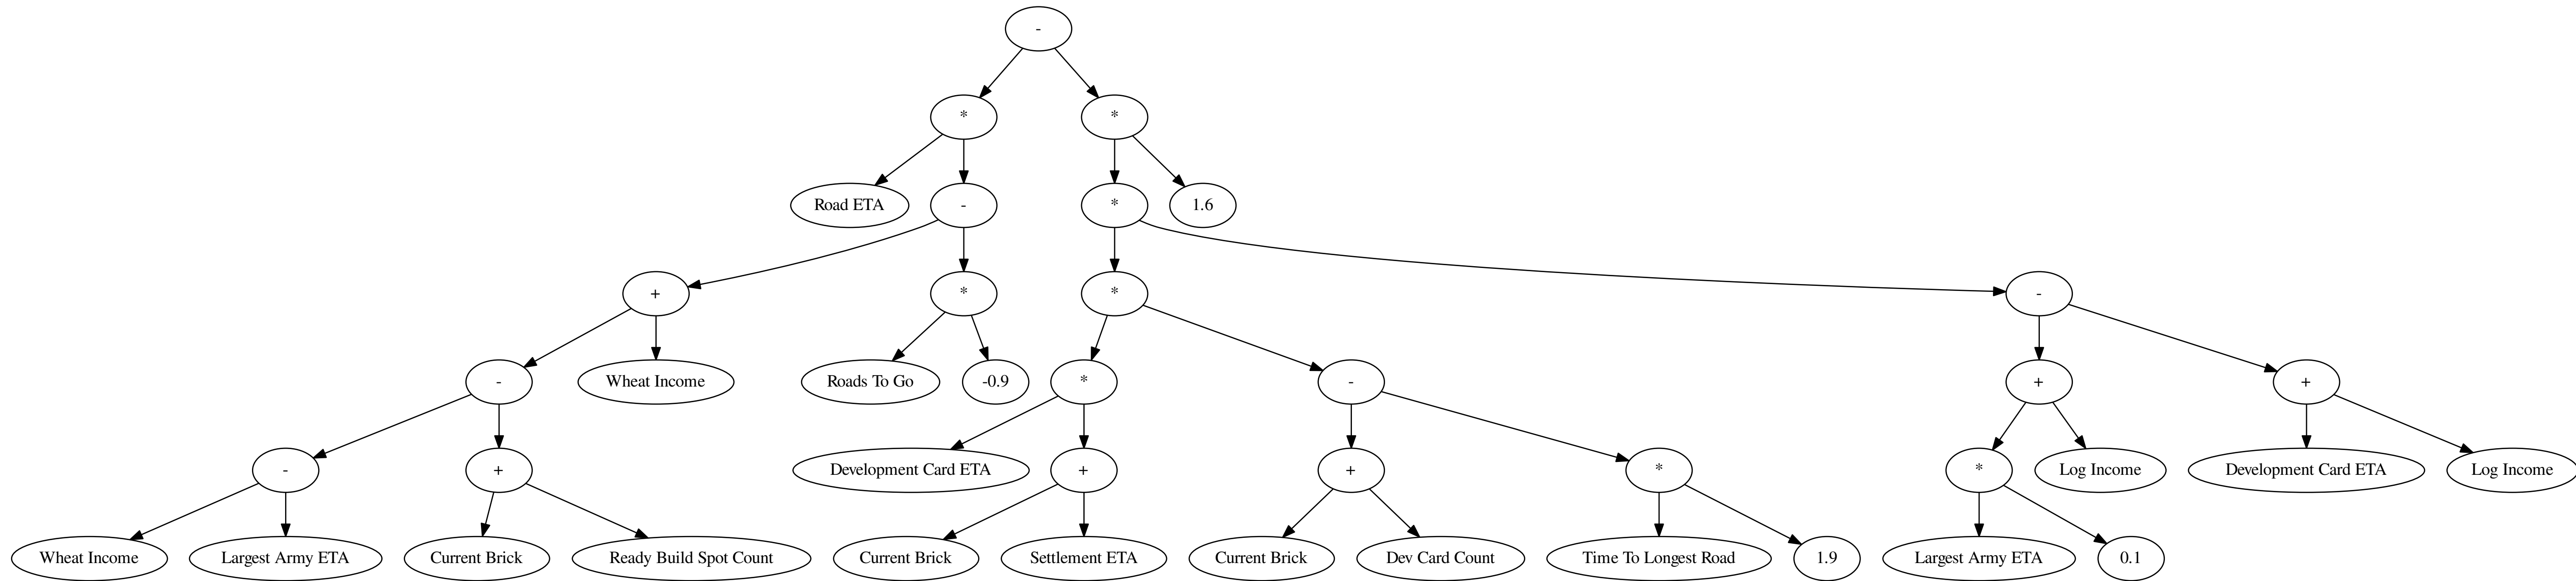 -
* *
Road ETA - * 1.6
+ * * -
- Wheat Income Roads To Go -0.9 * - + +
- + Development Card ETA + + * * Log Income Development Card ETA Log Income
Wheat Income Largest Army ETA Current Brick Ready Build Spot Count Current Brick Settlement ETA Current Brick Dev Card Count Time To Longest Road 1.9 Largest Army ETA 0.1